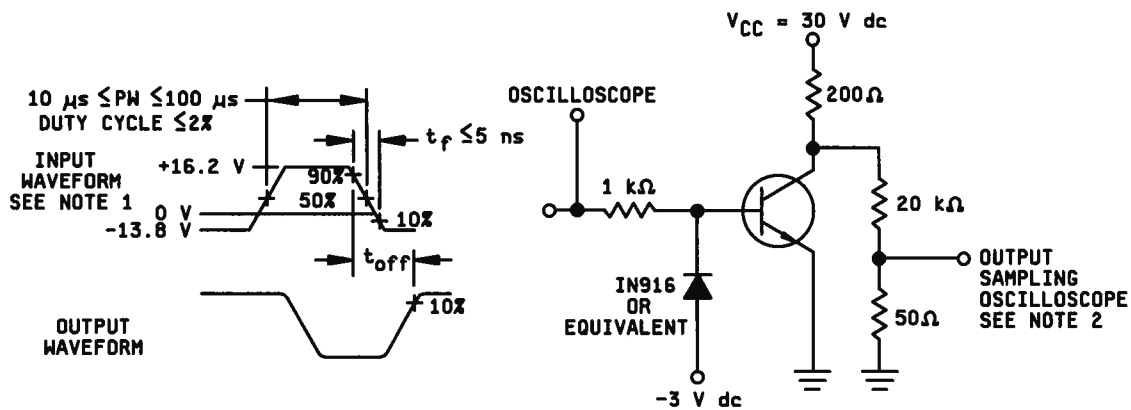 V_CC = 30 V dc
200Ω
OSCILLOSCOPE
10 µs ≤PW ≤100 µs
DUTY CYCLE ≤2%
t_f ≤5 ns
INPUT
WAVEFORM
SEE NOTE 1
+16.2 V
90%
50%
0 V
10%
-13.8 V
t_off
10%
OUTPUT
WAVEFORM
1 kΩ
20 kΩ
IN916
OR
EQUIVALENT
-3 V dc
OUTPUT
SAMPLING
OSCILLOSCOPE
SEE NOTE 2
50Ω